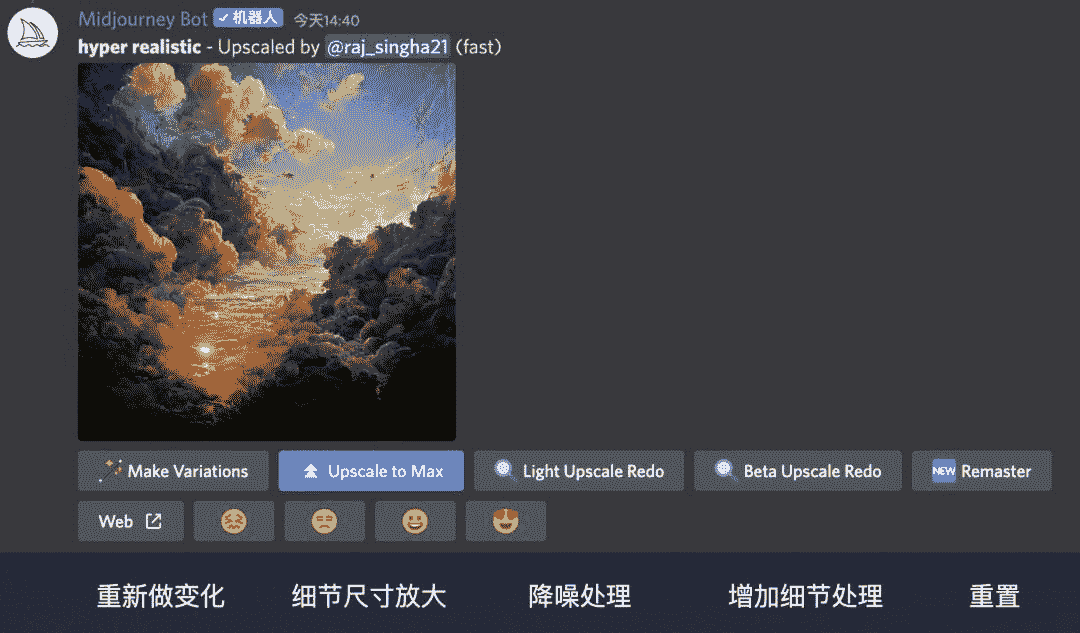 Midjourney Bot ✓机器人 今天14:40
hyper realistic - Upscaled by @raj_singha21 (fast)
Make Variations Upscale to Max Light Upscale Redo Beta Upscale Redo NEW Remaster
Web
重新做变化 细节尺寸放大 降噪处理 增加细节处理 重置